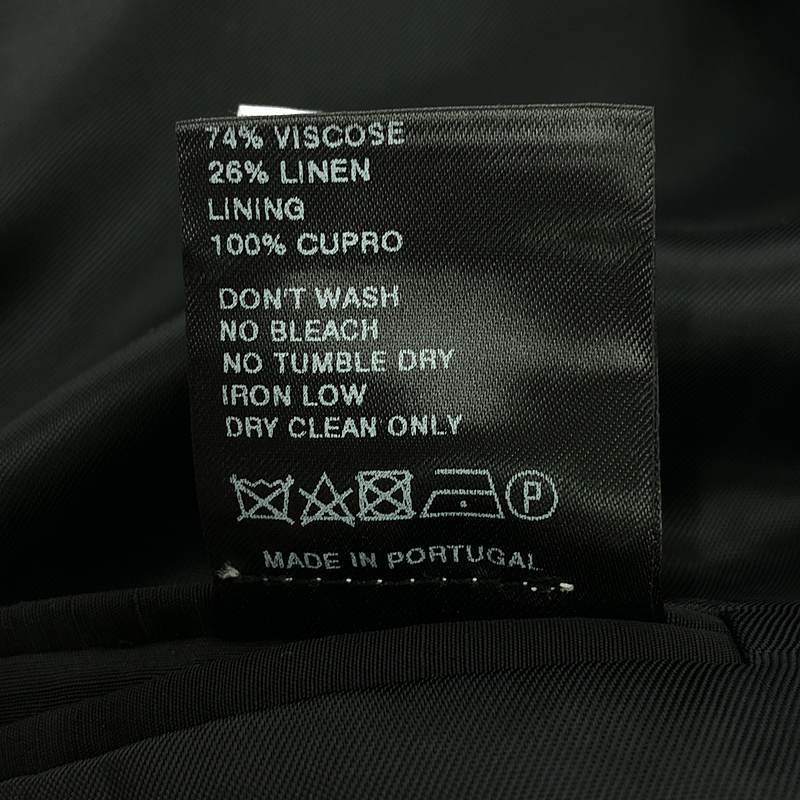 74% VISCOSE
26% LINEN
LINING
100% CUPRO
DON'T WASH
NO BLEACH
NO TUMBLE DRY
IRON LOW
DRY CLEAN ONLY
P
MADE IN PORTUGAL